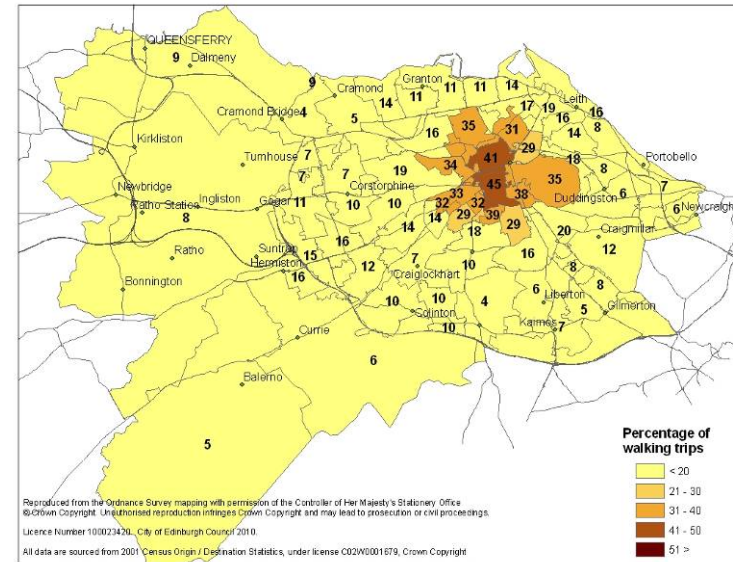 QUEENSFERRY
9
Dalmeny
9
Cramond
Granton
11
11
14
14
11
Cramond Bridge
4
5
17
19
Leith
16
16
8
14
16
35
31
29
Kirkliston
41
Turnhouse
7
7
7
34
19
18
8
Portobello
35
45
Newbridge
Ratho Station
Ingliston
8
Gogar
11
Corstorphine
10
10
33
32
32
38
Duddingston
6
7
6
Newcraigh
14
29
39
29
14
18
20
Craigmillar
12
Ratho
Suntrap
Hermiston
15
16
16
12
7
Craiglockhart
10
16
8
8
Bonnington
10
10
4
6
Liberton
5
Gilmerton
Colinton
10
Kaimes
7
Currie
6
Balerno
5
Percentage of
walking trips
< 20
21 - 30
31 - 40
41 - 50
51 >
Reproduced from the Ordnance Survey mapping with permission of the Controller of Her Majesty's Stationery Office
© Crown Copyright. Unauthorised reproduction infringes Crown Copyright and may lead to prosecution or civil proceedings.
Licence Number 100023420. City of Edinburgh Council 2010.
All data are sourced from 2001 Census Origin / Destination Statistics, under license C02W0001679, Crown Copyright